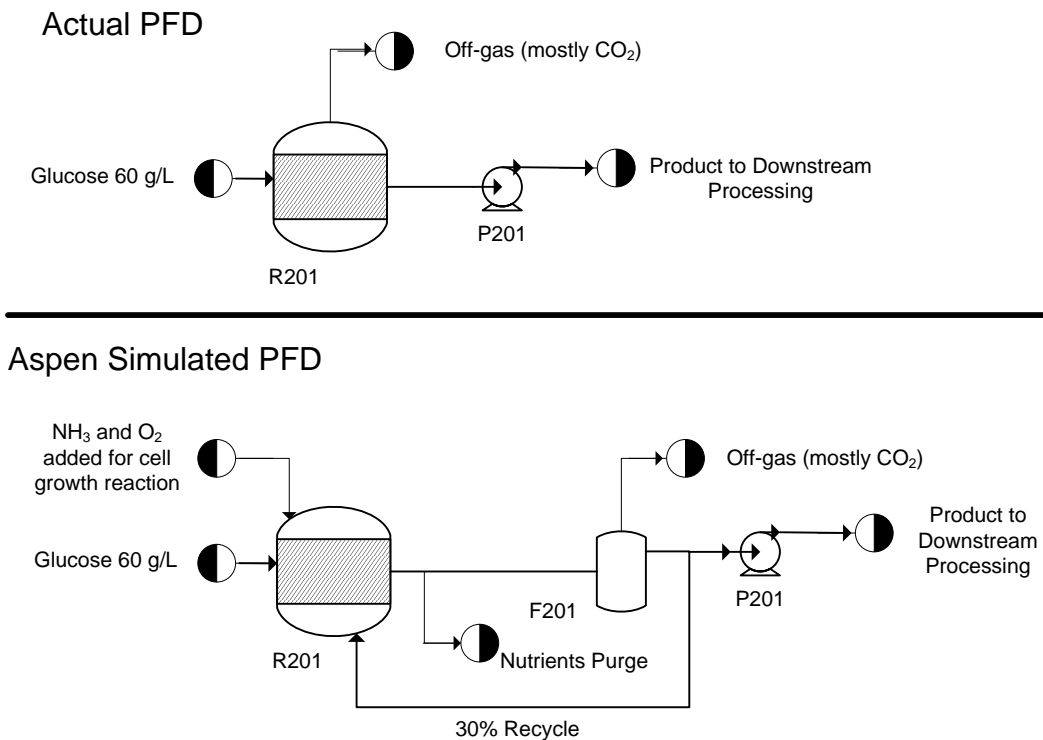 Actual PFD
Off-gas (mostly CO₂)
Glucose 60 g/L
Product to Downstream
Processing
P201
R201
Aspen Simulated PFD
NH₃ and O₂
added for cell
growth reaction
Off-gas (mostly CO₂)
Glucose 60 g/L
Product to
Downstream
Processing
F201
P201
R201
Nutrients Purge
30% Recycle